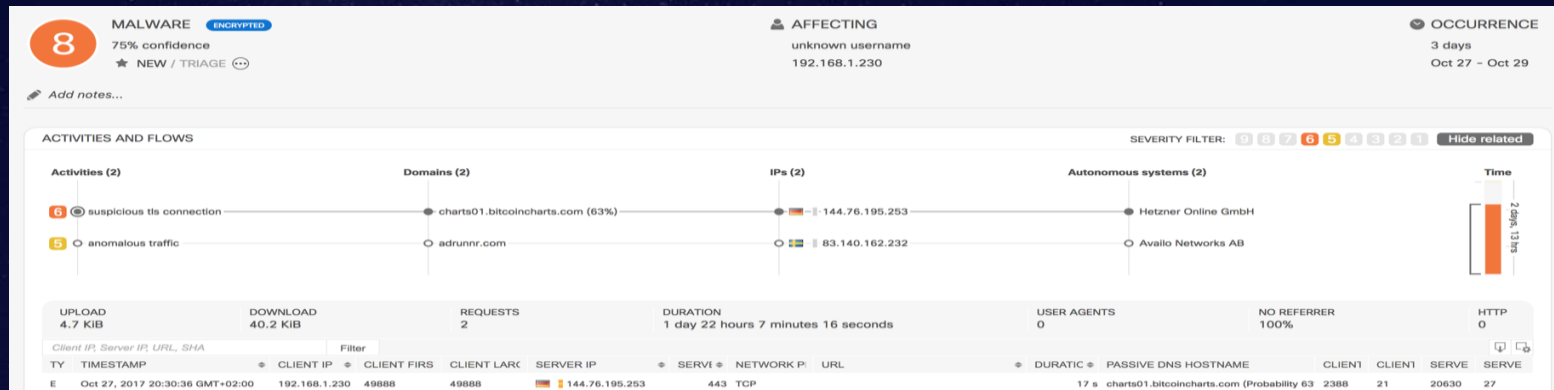 8
MALWARE ENCRYPTED
75% confidence
NEW / TRIAGE
AFFECTING
unknown username
192.168.1.230
OCCURRENCE
3 days
Oct 27 - Oct 29
Add notes...
ACTIVITIES AND FLOWS
SEVERITY FILTER: 9 8 7 6 5 4 3 2 1 Hide related
Activities (2) Domains (2) IPs (2) Autonomous systems (2) Time
6 suspicious tls connection charts01.bitcoincharts.com (63%) 144.76.195.253 Hetzner Online GmbH
5 anomalous traffic adrunnr.com 83.140.162.232 Availo Networks AB
2 days, 13 hrs
UPLOAD DOWNLOAD REQUESTS DURATION USER AGENTS NO REFERRER HTTP
4.7 KiB 40.2 KiB 2 1 day 22 hours 7 minutes 16 seconds 0 100% 0
Client IP, Server IP, URL, SHA Filter
TY TIMESTAMP CLIENT IP CLIENT FIRS CLIENT LARG SERVER IP SERVE NETWORK P URL DURATIC PASSIVE DNS HOSTNAME CLIENT CLIENT SERVE SERVE
E Oct 27, 2017 20:30:36 GMT+02:00 192.168.1.230 49888 49888 144.76.195.253 443 TCP 17 s charts01.bitcoincharts.com (Probability 63 2388 21 20630 27